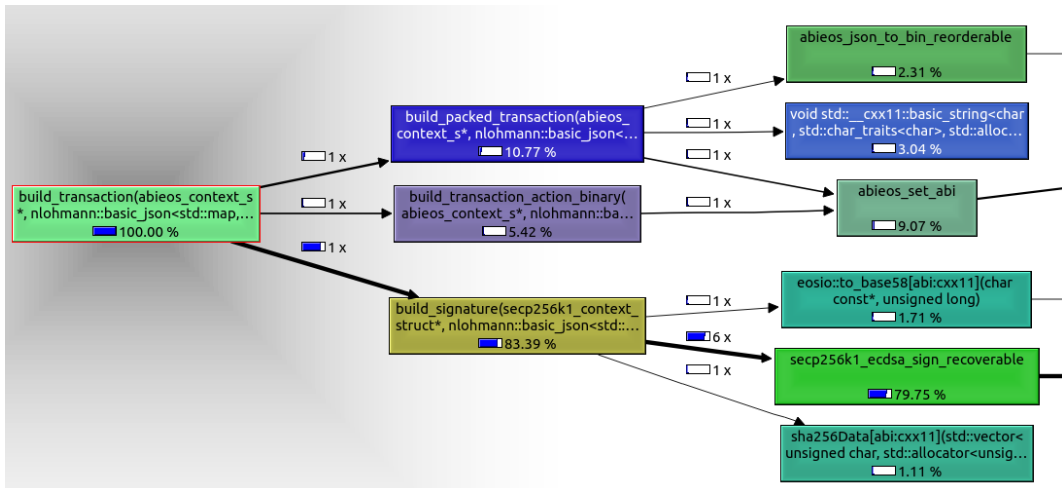 abieos_json_to_bin_reorderable
2.31 %
1 x
build_packed_transaction(abieos_
context_s*, nlohmann::basic_json<...
10.77 %
1 x
void std::__cxx11::basic_string<char
, std::char_traits<char>, std::alloc...
3.04 %
1 x
1 x
build_transaction(abieos_context_s
*, nlohmann::basic_json<std::map,...
100.00 %
1 x
build_transaction_action_binary(
abieos_context_s*, nlohmann::ba...
5.42 %
1 x
abieos_set_abi
9.07 %
1 x
1 x
build_signature(secp256k1_context_
struct*, nlohmann::basic_json<std::...
83.39 %
1 x
eosio::to_base58[abi:cxx11](char
const*, unsigned long)
1.71 %
6 x
secp256k1_ecdsa_sign_recoverable
79.75 %
1 x
sha256Data[abi:cxx11](std::vector<
unsigned char, std::allocator<unsig...
1.11 %